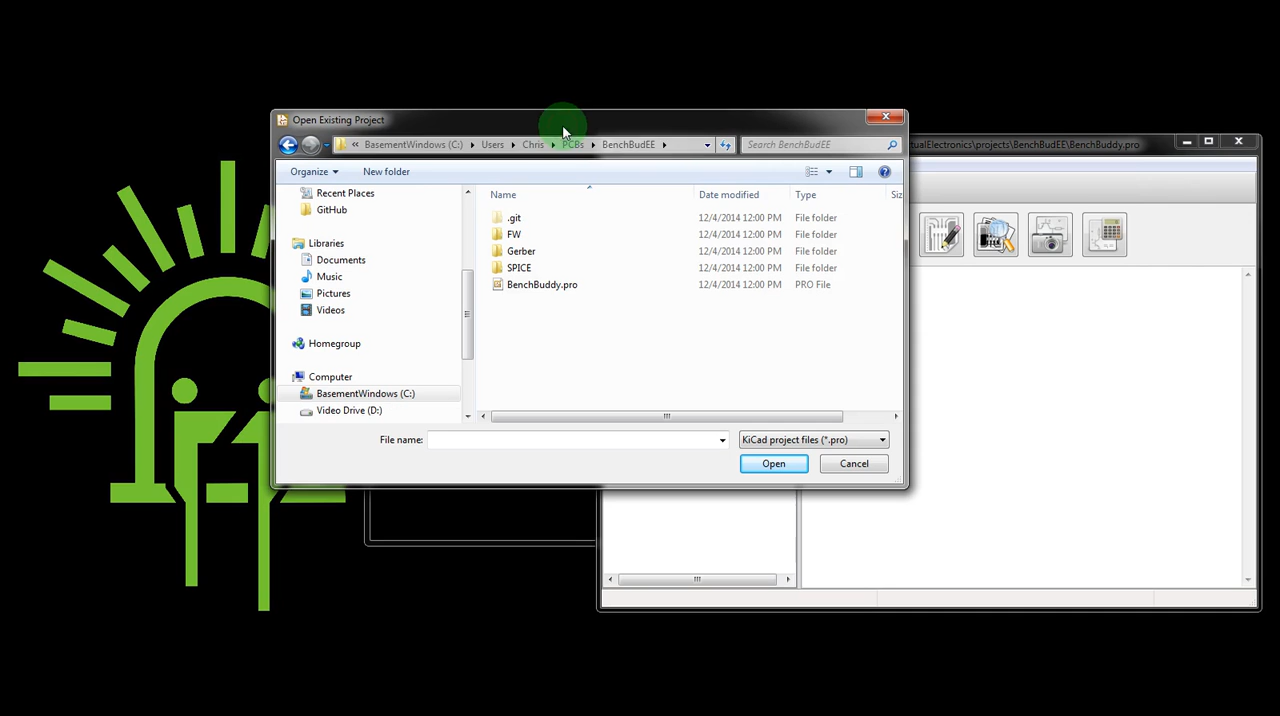 Open Existing Project
« BasementWindows (C:) Users Chris PCBs BenchBudEE
Search BenchBudEE
tualElectronics\projects\BenchBudEE\BenchBuddy.pro
Organize
New folder
Recent Places
GitHub
Libraries
Documents
Music
Pictures
Videos
Homegroup
Computer
BasementWindows (C:)
Video Drive (D:)
Name Date modified Type Siz
.git 12/4/2014 12:00 PM File folder
FW 12/4/2014 12:00 PM File folder
Gerber 12/4/2014 12:00 PM File folder
SPICE 12/4/2014 12:00 PM File folder
BenchBuddy.pro 12/4/2014 12:00 PM PRO File
File name:
KiCad project files (*.pro)
Open
Cancel